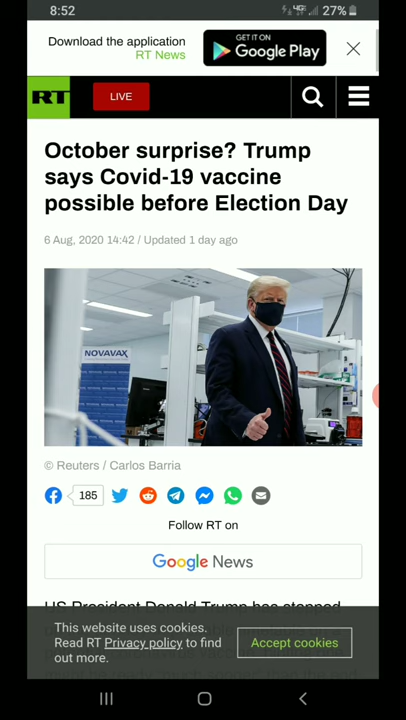 8:52
4G
27%
Download the application
RT News
GET IT ON
Google Play
RT
LIVE
October surprise? Trump
says Covid-19 vaccine
possible before Election Day
6 Aug, 2020 14:42 / Updated 1 day ago
NOVAVAX
© Reuters / Carlos Barria
185
Follow RT on
Google News
US President Donald Trump has stopped
This website uses cookies.
Read RT Privacy policy to find
out more.
Accept cookies